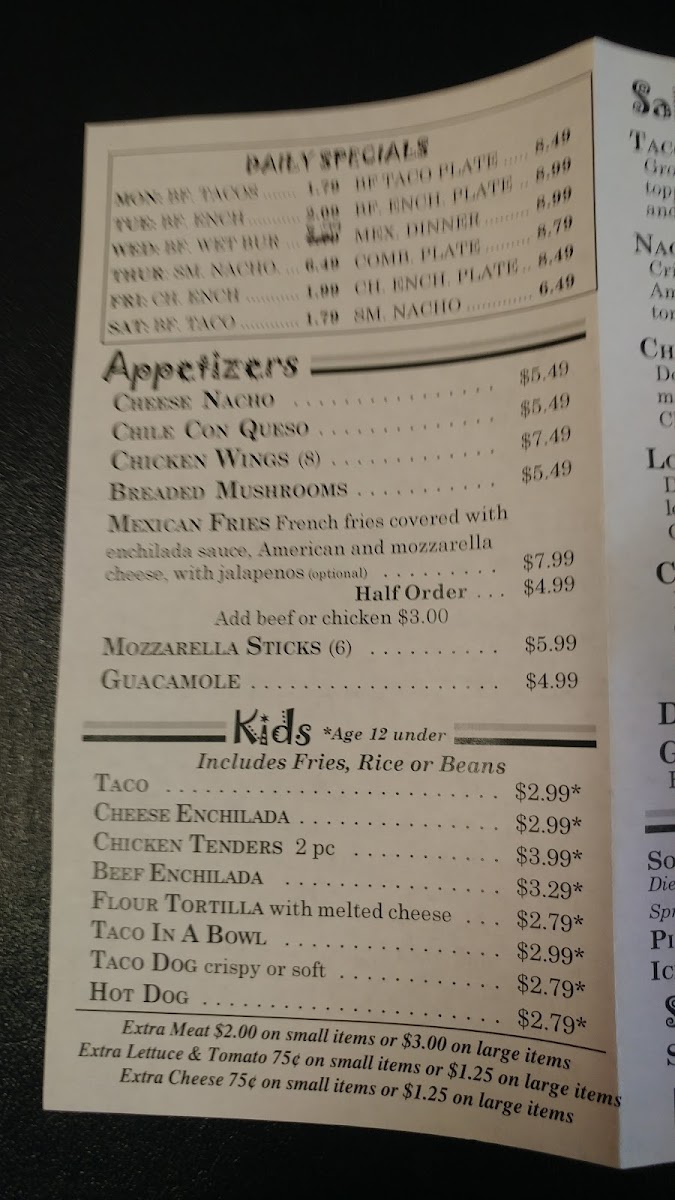 DAILY SPECIALS
MON: BF. TACOS ....... 1.79 BF TACO PLATE ..... 8.49
TUE: BF. ENCH ........... 2.09 BF. ENCH. PLATE .. 8.99
WED: BF. WET BUR ... MEX. DINNER ......... 8.99
THUR: SM. NACHO. ... 6.49 COMB. PLATE ......... 8.79
FRI: CH. ENCH ........... 1.99 CH. ENCH. PLATE .. 8.49
SAT: BF. TACO ............ 1.79 SM. NACHO ............. 6.49
Appetizers
CHEESE NACHO ................ $5.49
CHILE CON QUESO .............. $5.49
CHICKEN WINGS (8) ............. $7.49
BREADED MUSHROOMS ........... $5.49
MEXICAN FRIES French fries covered with
enchilada sauce, American and mozzarella
cheese, with jalapenos (optional) ......... $7.99
Half Order ... $4.99
Add beef or chicken $3.00
MOZZARELLA STICKS (6) .......... $5.99
GUACAMOLE .................... $4.99
Kids *Age 12 under
Includes Fries, Rice or Beans
TACO .......................... $2.99*
CHEESE ENCHILADA ................ $2.99*
CHICKEN TENDERS 2 pc ........... $3.99*
BEEF ENCHILADA ................. $3.29*
FLOUR TORTILLA with melted cheese ... $2.79*
TACO IN A BOWL ................. $2.99*
TACO DOG crispy or soft ............. $2.79*
HOT DOG ....................... $2.79*
Extra Meat $2.00 on small items or $3.00 on large items
Extra Lettuce & Tomato 75¢ on small items or $1.25 on large items
Extra Cheese 75¢ on small items or $1.25 on large items